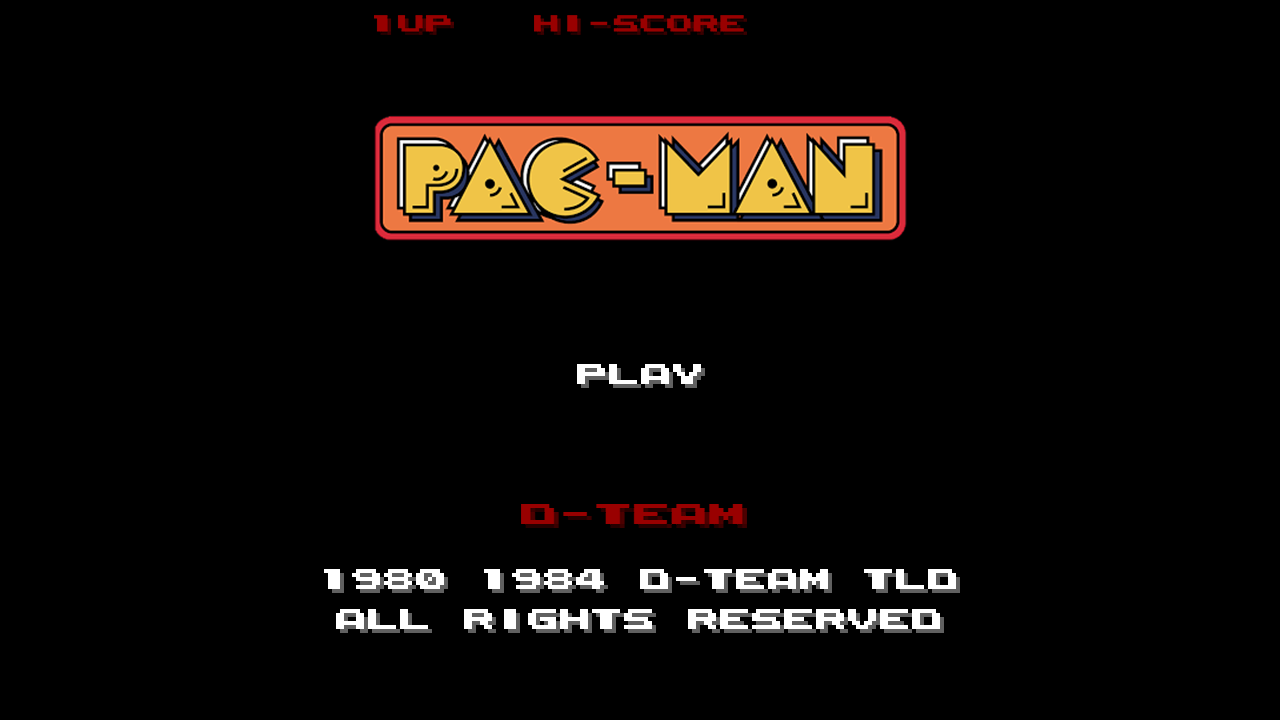 1UP HI-SCORE
PAC-MAN
PLAY
D-TEAM
1980 1984 D-TEAM TLD
ALL RIGHTS RESERVED